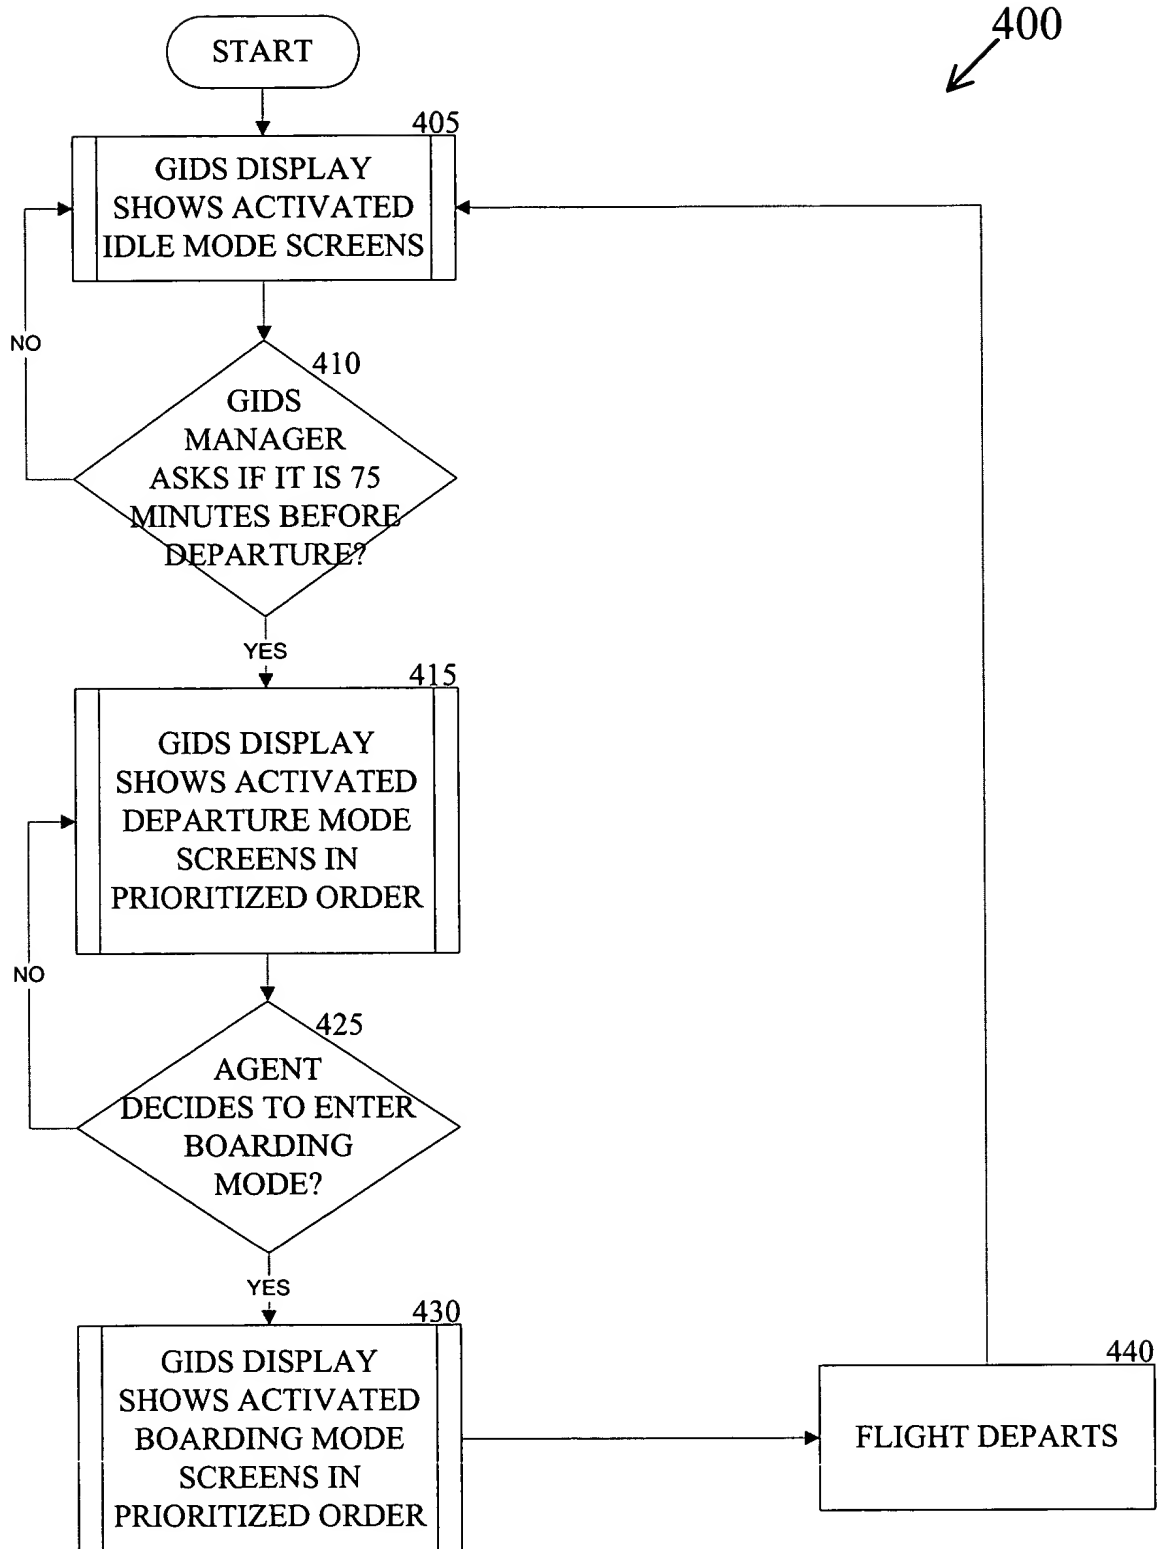 400
START
405
GIDS DISPLAY
SHOWS ACTIVATED
IDLE MODE SCREENS
NO
410
GIDS
MANAGER
ASKS IF IT IS 75
MINUTES BEFORE
DEPARTURE?
YES
415
GIDS DISPLAY
SHOWS ACTIVATED
DEPARTURE MODE
SCREENS IN
PRIORITIZED ORDER
NO
425
AGENT
DECIDES TO ENTER
BOARDING
MODE?
YES
430
GIDS DISPLAY
SHOWS ACTIVATED
BOARDING MODE
SCREENS IN
PRIORITIZED ORDER
440
FLIGHT DEPARTS